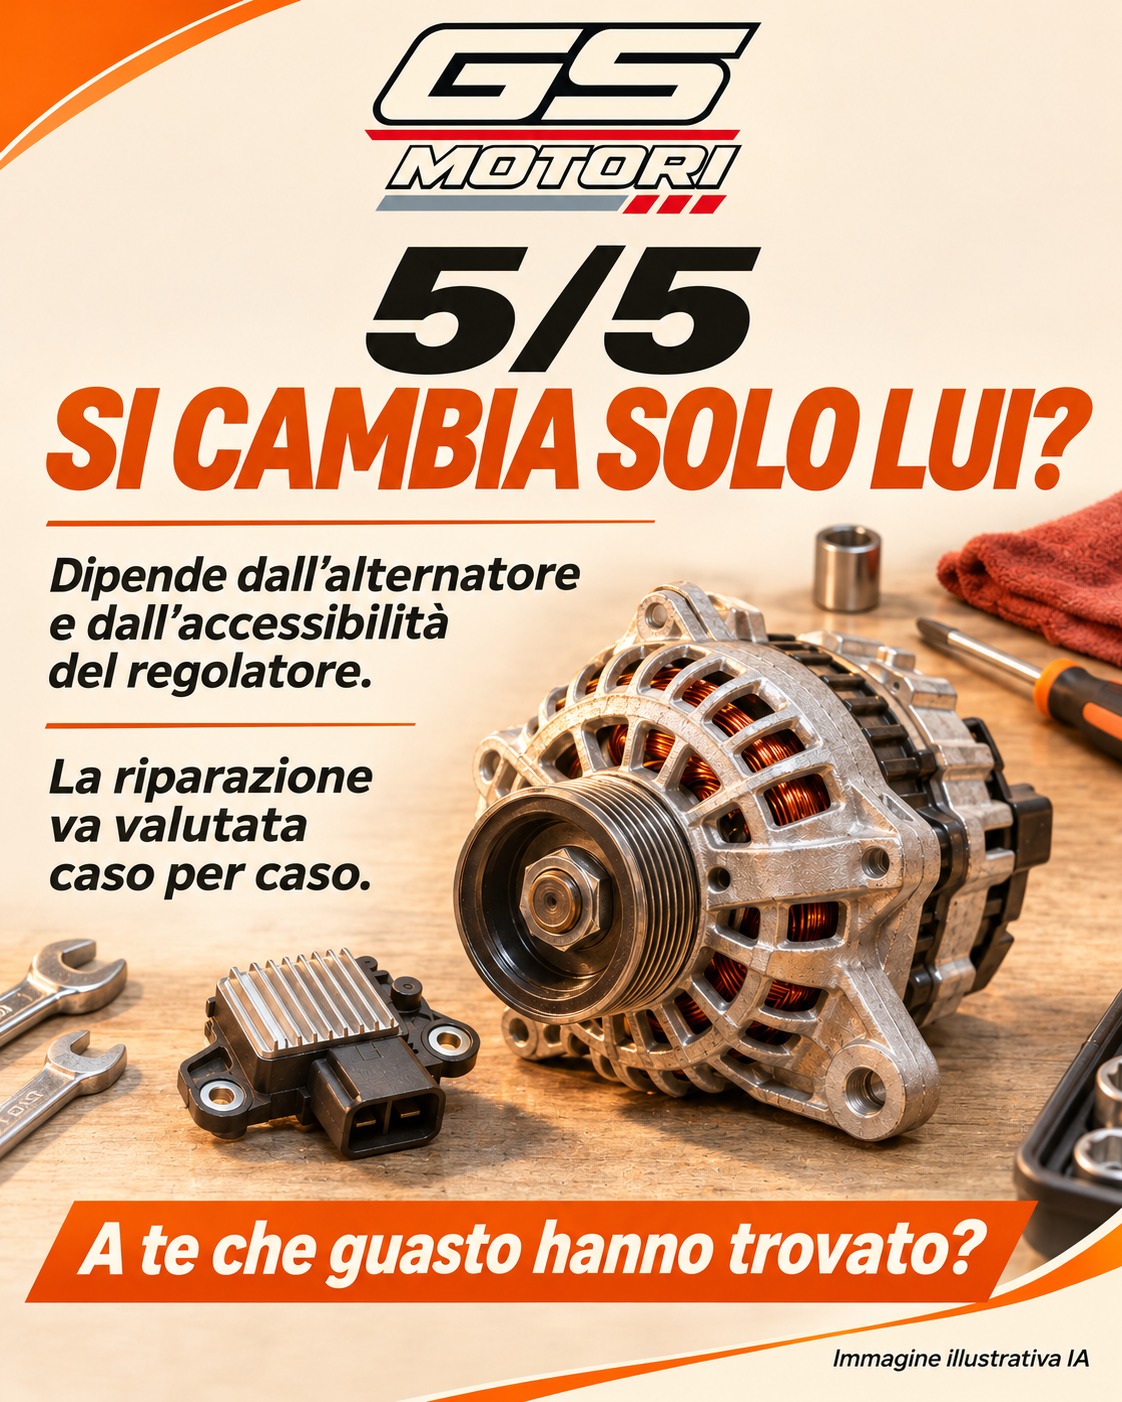 GS
MOTORI
5/5
SI CAMBIA SOLO LUI?
Dipende dall'alternatore
e dall'accessibilità
del regolatore.
La riparazione
va valutata
caso per caso.
A te che guasto hanno trovato?
Immagine illustrativa IA